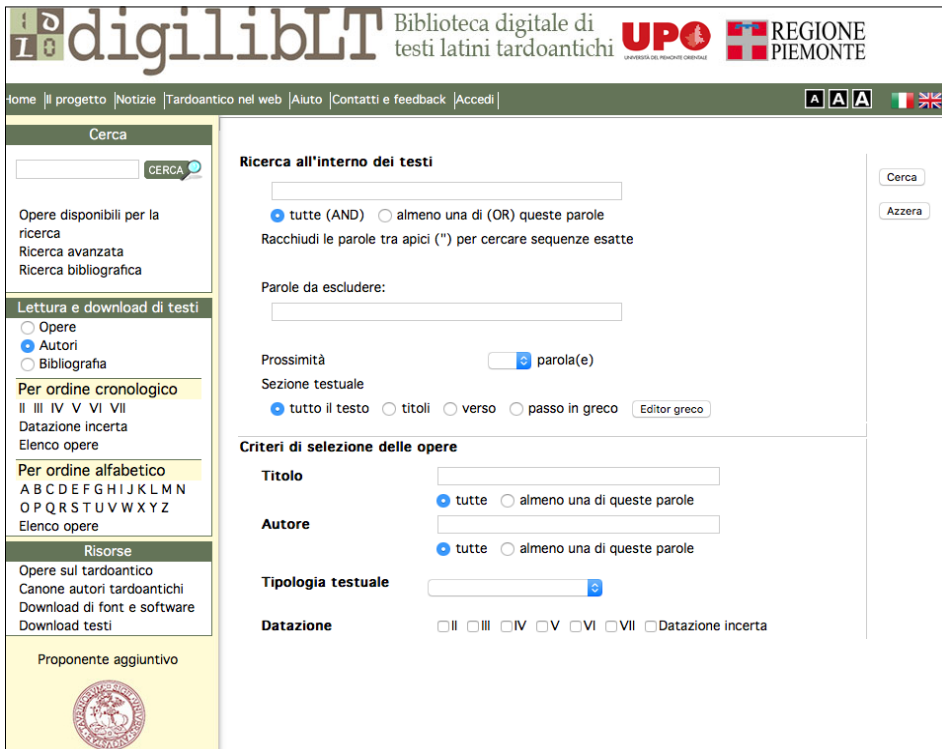 digilibLT
Biblioteca digitale di
testi latini tardoantichi
UPO
UNIVERSITÀ DEL PIEMONTE ORIENTALE
REGIONE
PIEMONTE
Home |Il progetto |Notizie |Tardoantico nel web |Aiuto |Contatti e feedback |Accedi|
A A A
Cerca
CERCA
Opere disponibili per la
ricerca
Ricerca avanzata
Ricerca bibliografica
Lettura e download di testi
Opere
Autori
Bibliografia
Per ordine cronologico
II III IV V VI VII
Datazione incerta
Elenco opere
Per ordine alfabetico
A B C D E F G H I J K L M N
O P Q R S T U V W X Y Z
Elenco opere
Risorse
Opere sul tardoantico
Canone autori tardoantichi
Download di font e software
Download testi
Proponente aggiuntivo
Ricerca all'interno dei testi
tutte (AND) almeno una di (OR) queste parole
Racchiudi le parole tra apici (") per cercare sequenze esatte
Parole da escludere:
Prossimità parola(e)
Sezione testuale
tutto il testo titoli verso passo in greco Editor greco
Criteri di selezione delle opere
Titolo
tutte almeno una di queste parole
Autore
tutte almeno una di queste parole
Tipologia testuale
Datazione II III IV V VI VII Datazione incerta
Cerca
Azzera